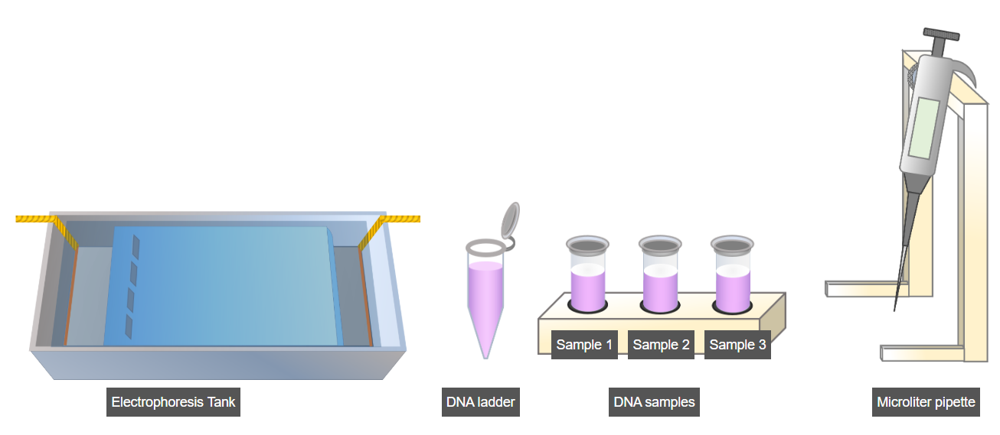 Sample 1
Sample 2
Sample 3
Electrophoresis Tank
DNA ladder
DNA samples
Microliter pipette